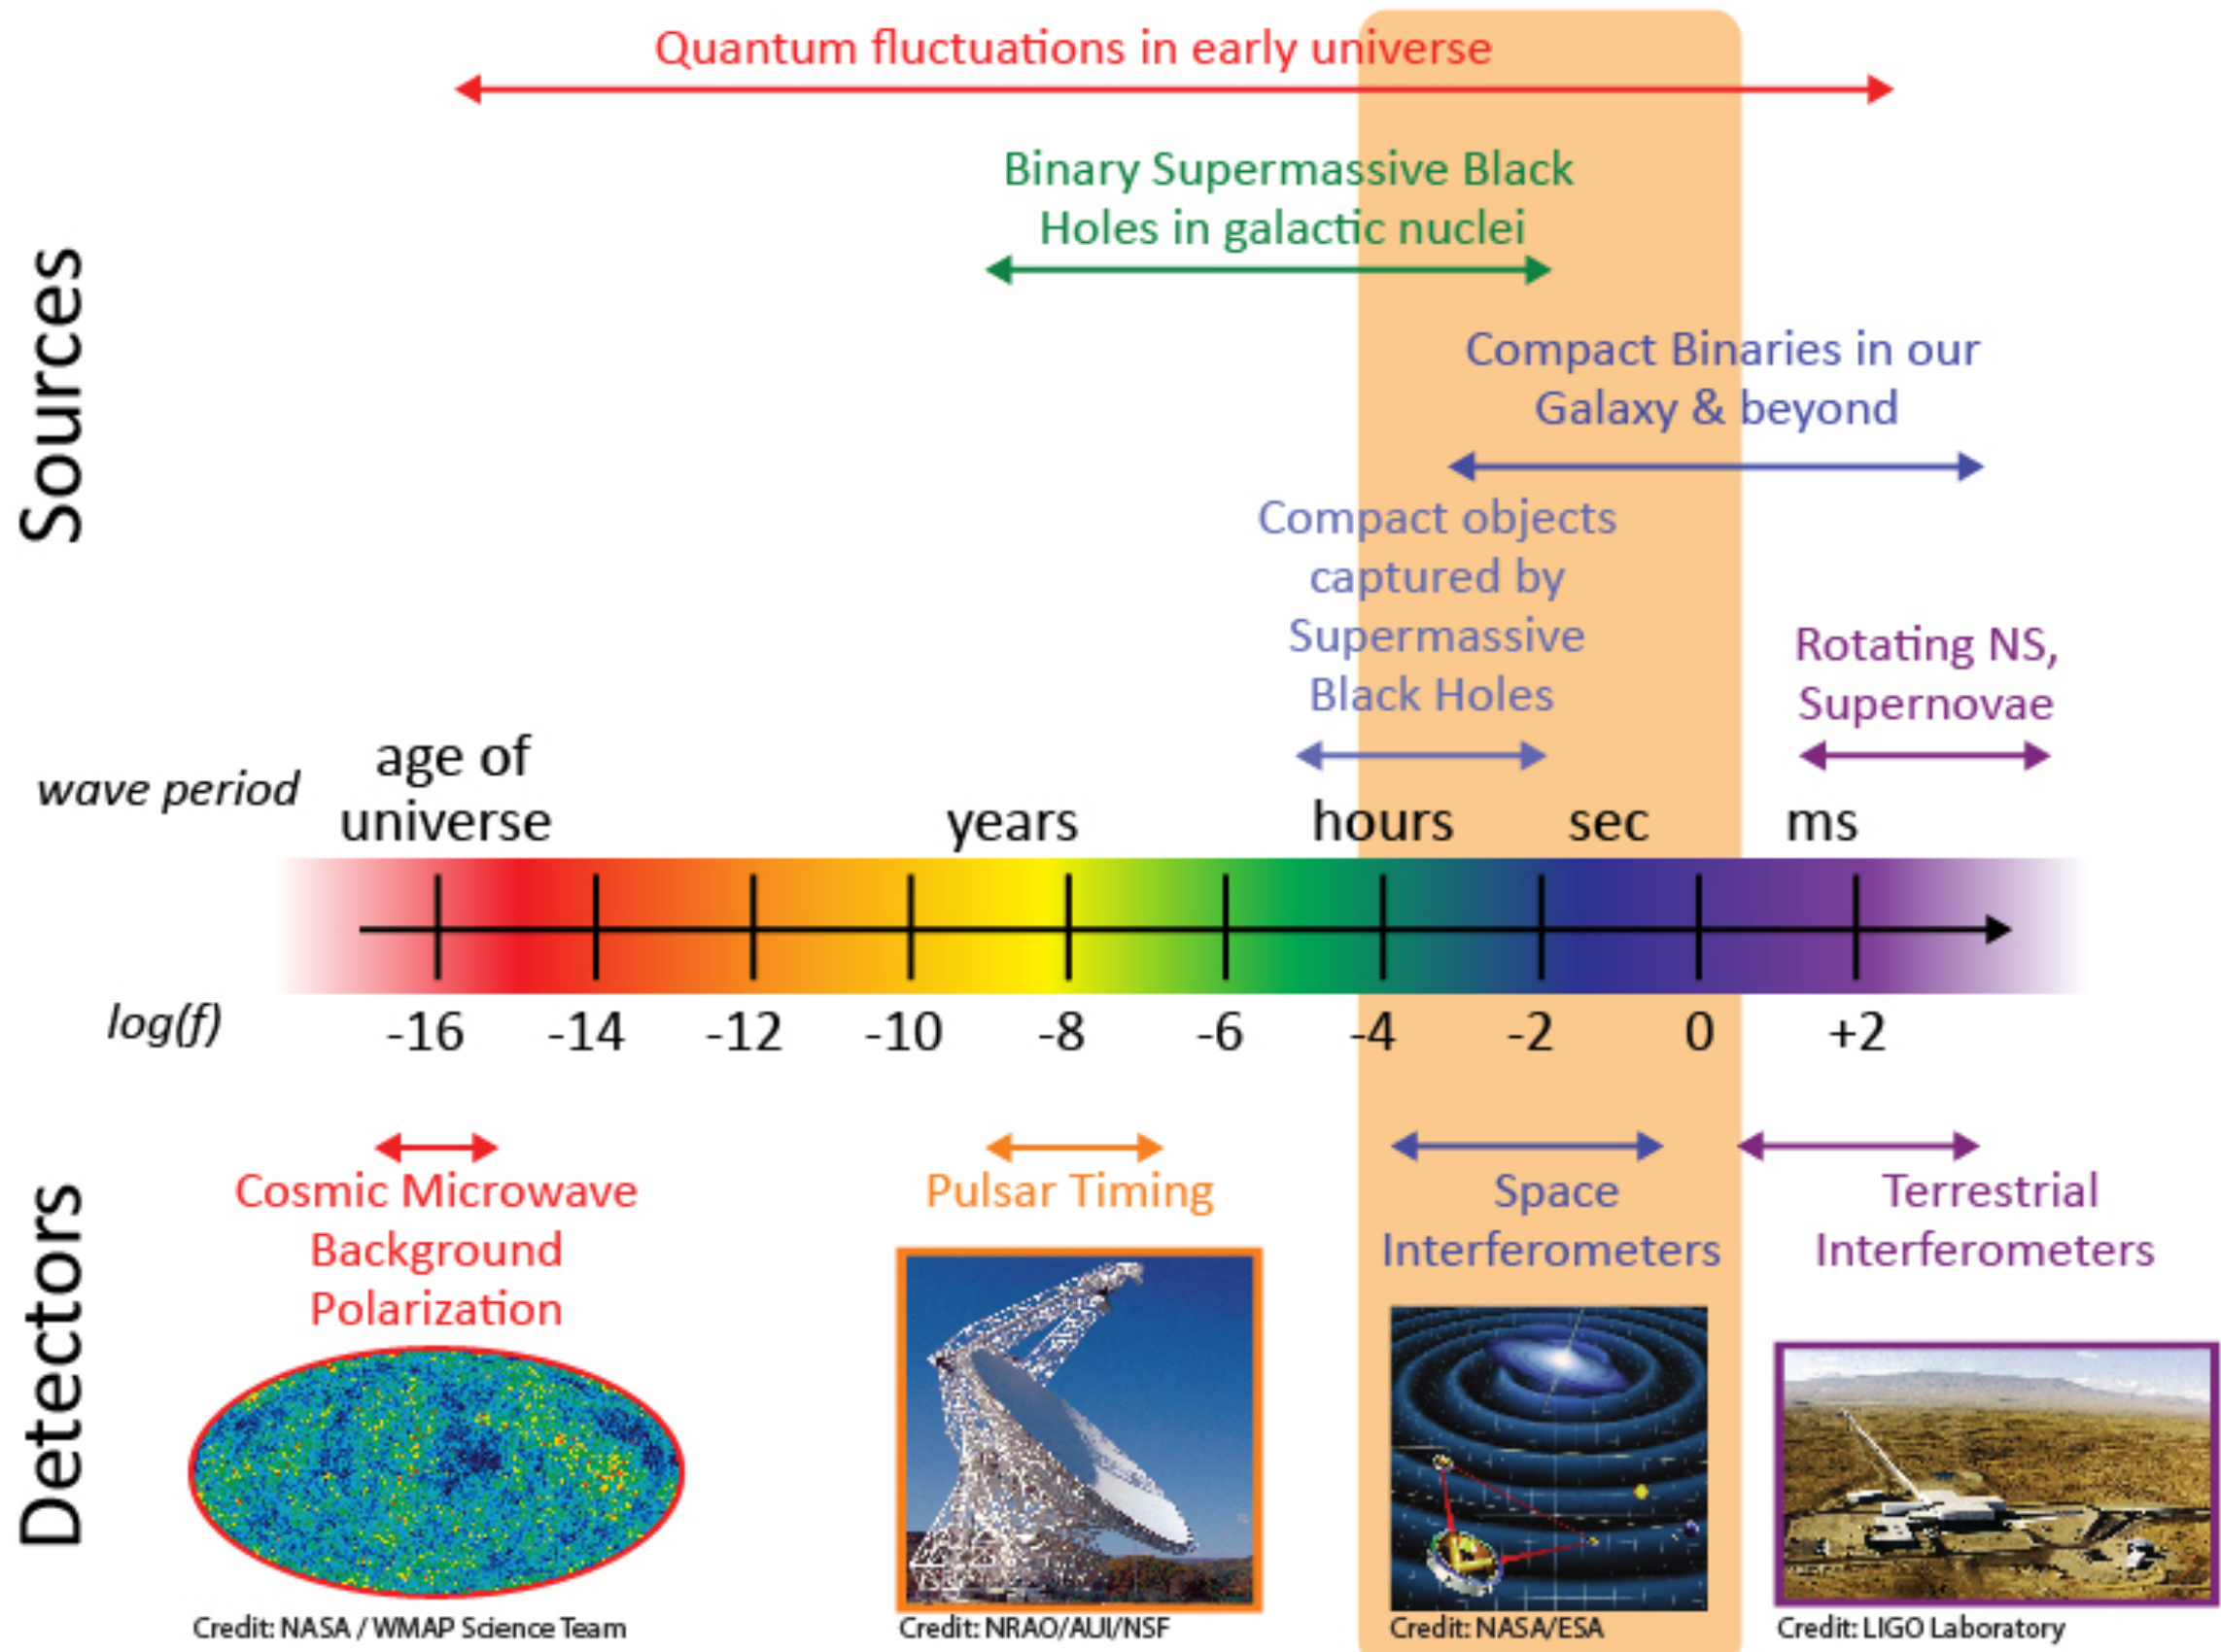 Quantum fluctuations in early universe
Binary Supermassive Black
Holes in galactic nuclei
Compact Binaries in our
Galaxy & beyond
Compact objects
captured by
Supermassive
Black Holes
Rotating NS,
Supernovae
Sources
wave period
age of
universe
years
hours
sec
ms
log(f)
-16
-14
-12
-10
-8
-6
-4
-2
0
+2
Detectors
Cosmic Microwave
Background
Polarization
Pulsar Timing
Space
Interferometers
Terrestrial
Interferometers
Credit: NASA / WMAP Science Team
Credit: NRAO/AUI/NSF
Credit: NASA/ESA
Credit: LIGO Laboratory